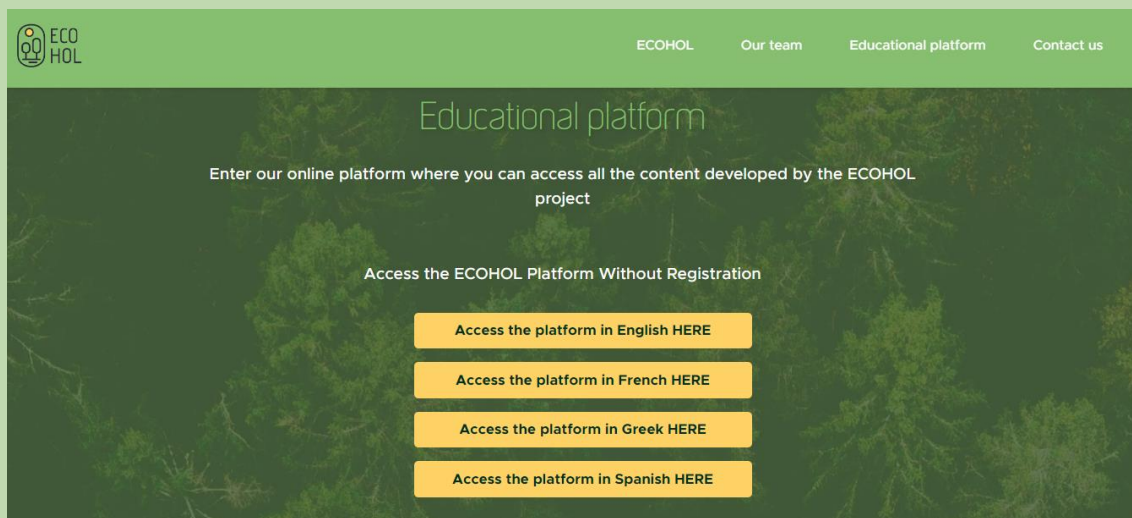 ECO
HOL
ECOHOL
Our team
Educational platform
Contact us
Educational platform
Enter our online platform where you can access all the content developed by the ECOHOL
project
Access the ECOHOL Platform Without Registration
Access the platform in English HERE
Access the platform in French HERE
Access the platform in Greek HERE
Access the platform in Spanish HERE